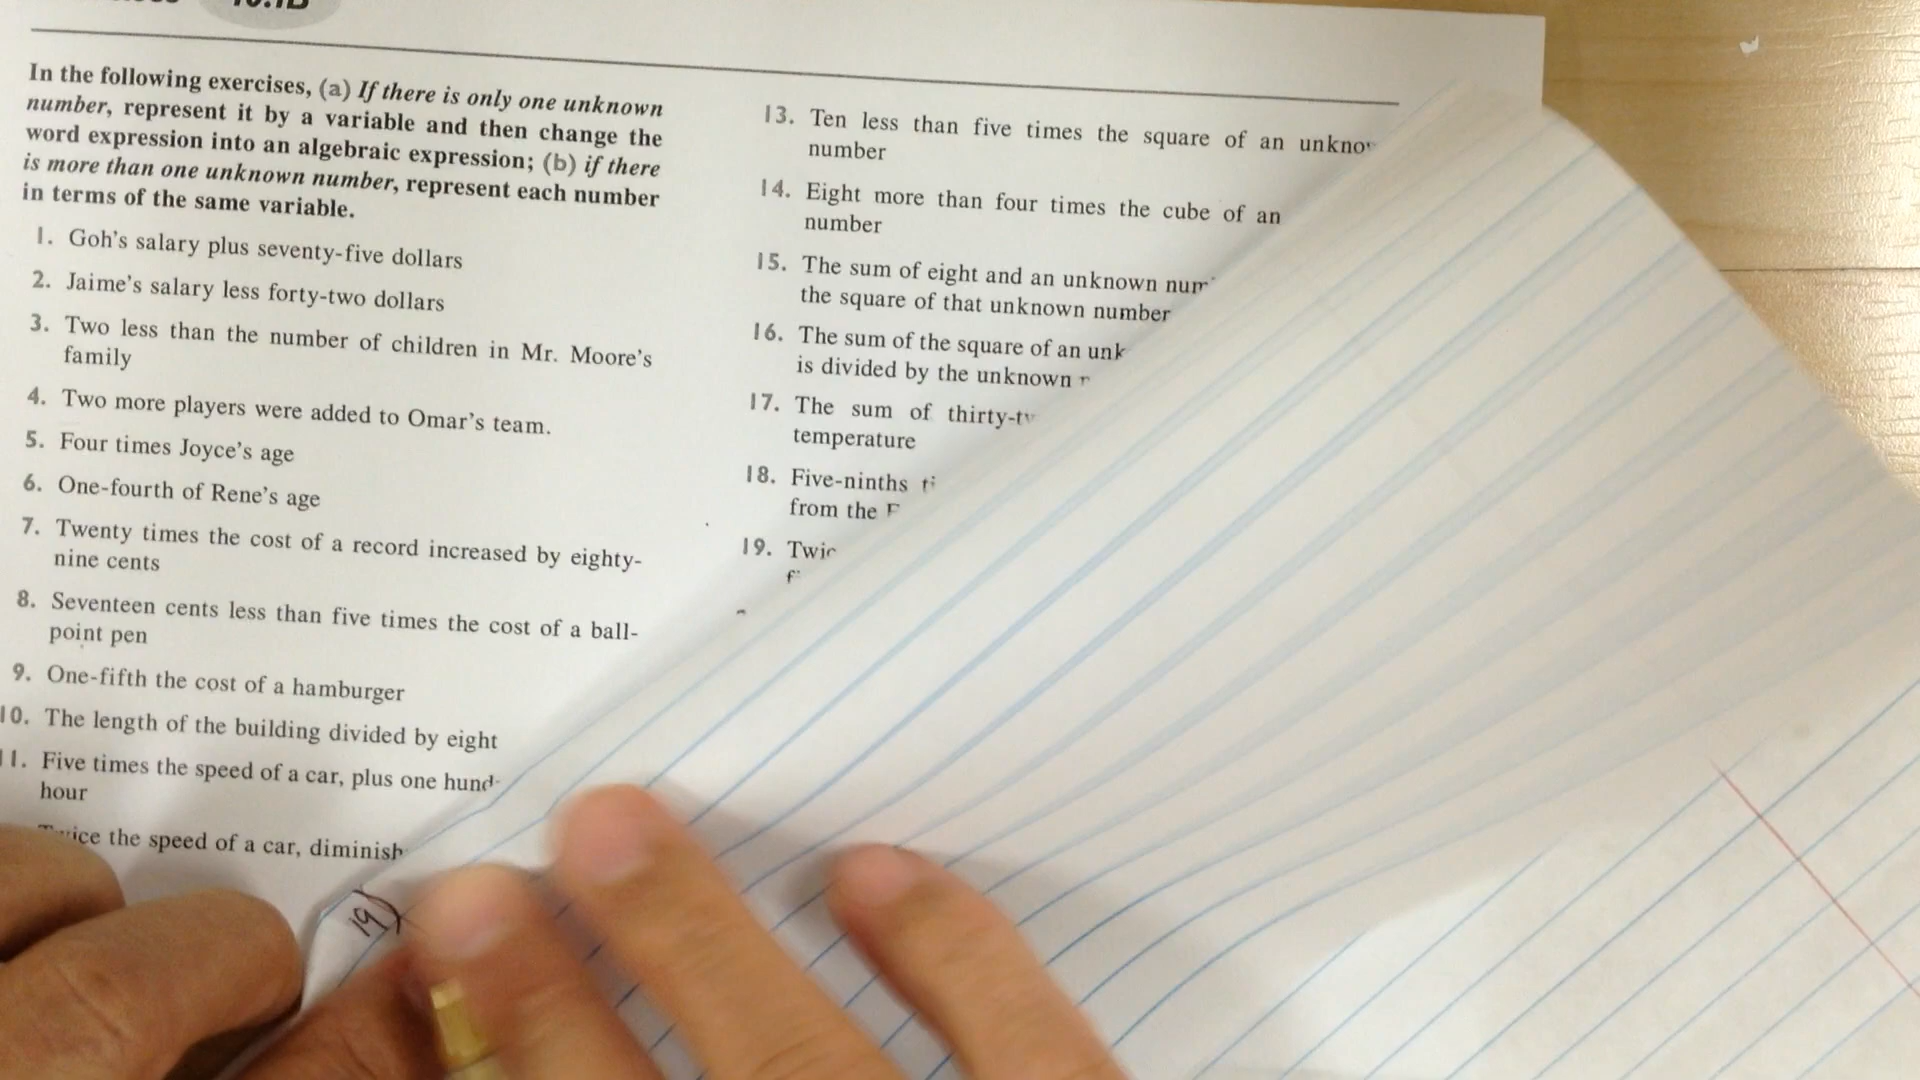 In the following exercises, (a) If there is only one unknown
number, represent it by a variable and then change the
word expression into an algebraic expression; (b) if there
is more than one unknown number, represent each number
in terms of the same variable.
1. Goh's salary plus seventy-five dollars
2. Jaime's salary less forty-two dollars
3. Two less than the number of children in Mr. Moore's
family
4. Two more players were added to Omar's team.
5. Four times Joyce's age
6. One-fourth of Rene's age
7. Twenty times the cost of a record increased by eighty-
nine cents
8. Seventeen cents less than five times the cost of a ball-
point pen
9. One-fifth the cost of a hamburger
10. The length of the building divided by eight
11. Five times the speed of a car, plus one
hour
the speed of a car,
13. Ten less than five times the square of an
number
14. Eight more than four times the cube of an
number
15. The sum of eight and an unknown
the square of that unknown number
16. The sum of the square of an
is divided by the unknown
17. The sum of
temperature
18. Five-ninths
from the
19.
19)